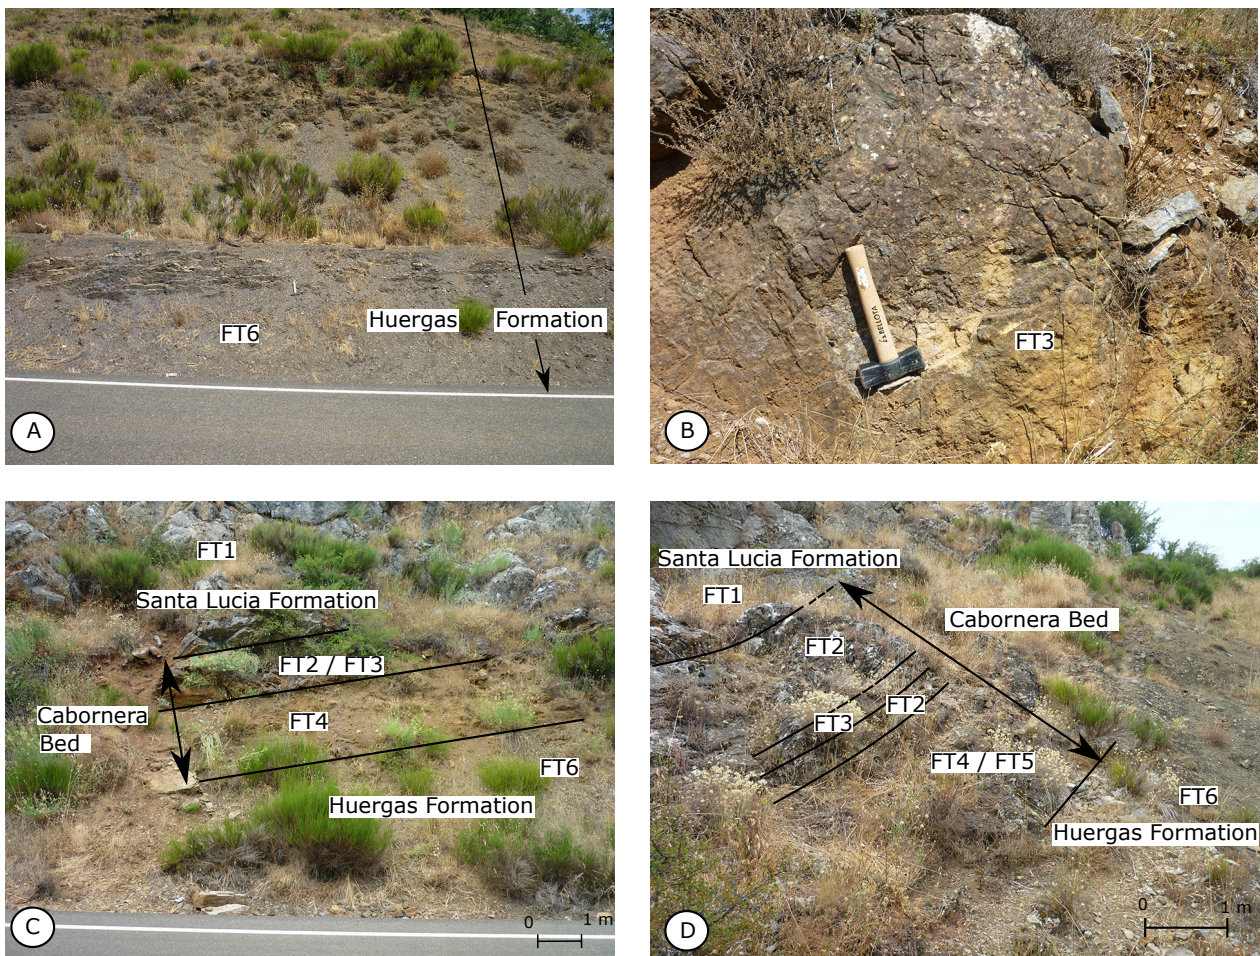 FT6
Huergas Formation
A
BELLOTA
FT3
B
FT1
Santa Lucia Formation
FT2 / FT3
Cabornera
Bed
FT4
FT6
Huergas Formation
0 1 m
C
Santa Lucia Formation
FT1
Cabornera Bed
FT2
FT2
FT3
FT4 / FT5
FT6
Huergas Formation
0 1 m
D